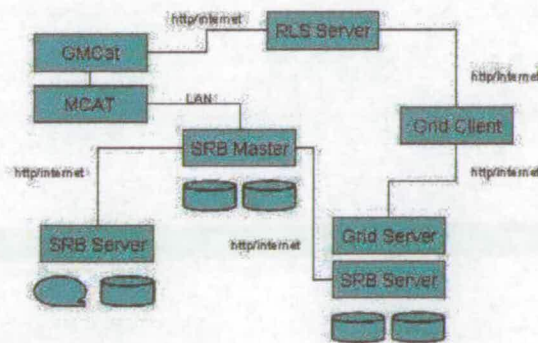 http/internet
RLS Server
GMCat
http/internet
MCAT
LAN
Grid Client
SRB Master
http/internet
http/internet
SRB Server
http/internet
Grid Server
SRB Server